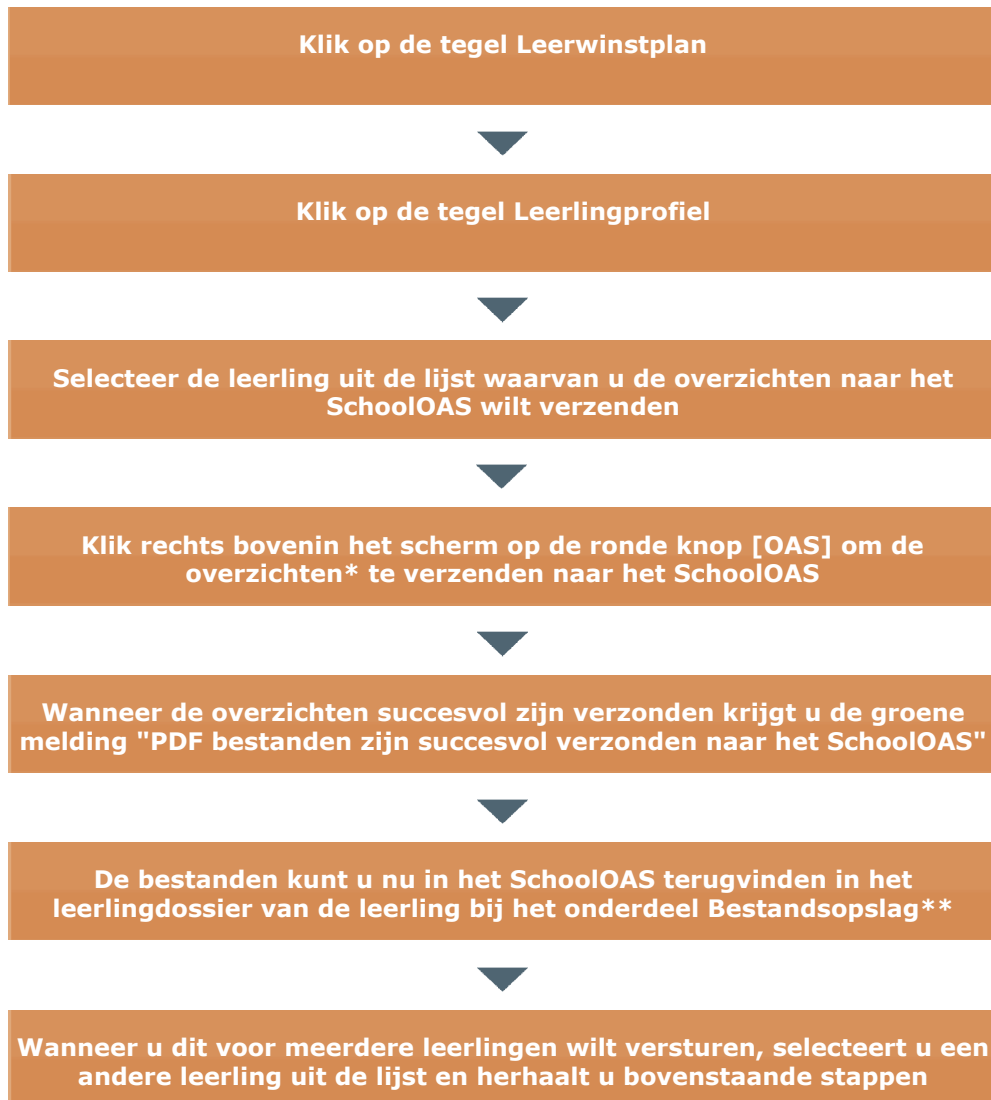 Klik op de tegel Leerwinstplan
Klik op de tegel Leerlingprofiel
Selecteer de leerling uit de lijst waarvan u de overzichten naar het
SchoolOAS wilt verzenden
Klik rechts bovenin het scherm op de ronde knop [OAS] om de
overzichten* te verzenden naar het SchoolOAS
Wanneer de overzichten succesvol zijn verzonden krijgt u de groene
melding "PDF bestanden zijn succesvol verzonden naar het SchoolOAS"
De bestanden kunt u nu in het SchoolOAS terugvinden in het
leerlingdossier van de leerling bij het onderdeel Bestandsopslag**
Wanneer u dit voor meerdere leerlingen wilt versturen, selecteert u een
andere leerling uit de lijst en herhaalt u bovenstaande stappen